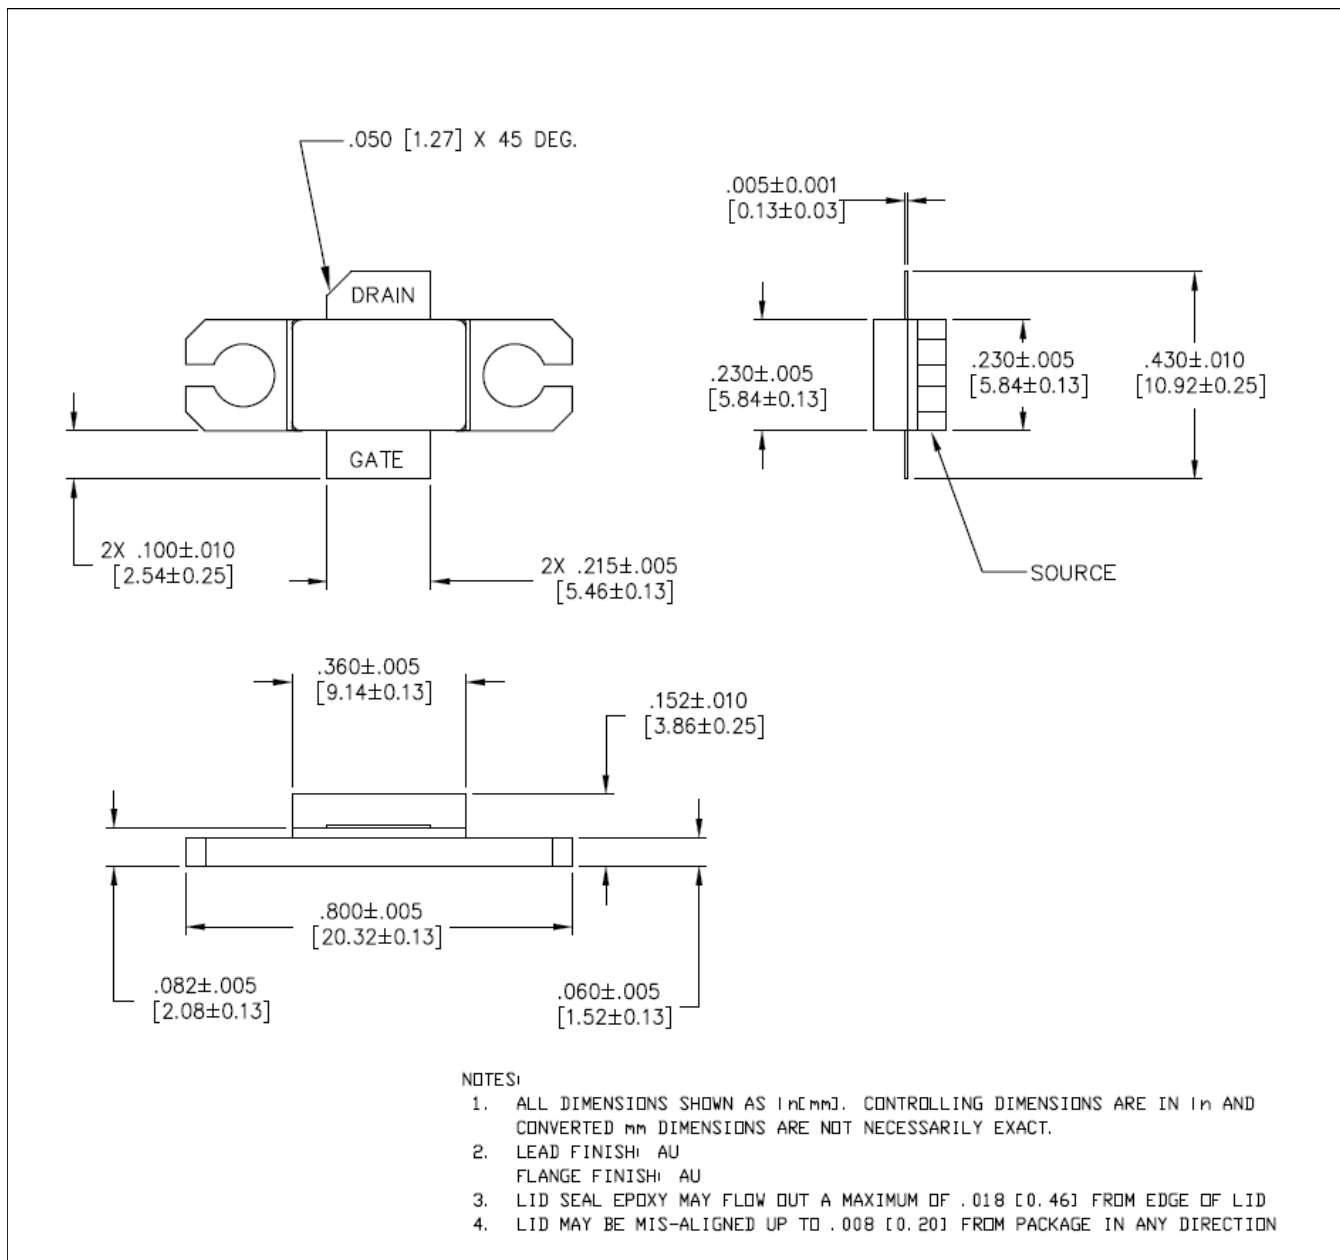 .050 [1.27] X 45 DEG.
.005±0.001
[0.13±0.03]
DRAIN
.230±.005
[5.84±0.13]
.230±.005
[5.84±0.13]
.430±.010
[10.92±0.25]
GATE
2X .100±.010
[2.54±0.25]
2X .215±.005
[5.46±0.13]
SOURCE
.360±.005
[9.14±0.13]
.152±.010
[3.86±0.25]
.800±.005
[20.32±0.13]
.082±.005
[2.08±0.13]
.060±.005
[1.52±0.13]
NOTES:
1. ALL DIMENSIONS SHOWN AS in[mm]. CONTROLLING DIMENSIONS ARE IN in AND
CONVERTED mm DIMENSIONS ARE NOT NECESSARILY EXACT.
2. LEAD FINISH: AU
FLANGE FINISH: AU
3. LID SEAL EPOXY MAY FLOW OUT A MAXIMUM OF .018 [0.46] FROM EDGE OF LID
4. LID MAY BE MIS-ALIGNED UP TO .008 [0.20] FROM PACKAGE IN ANY DIRECTION